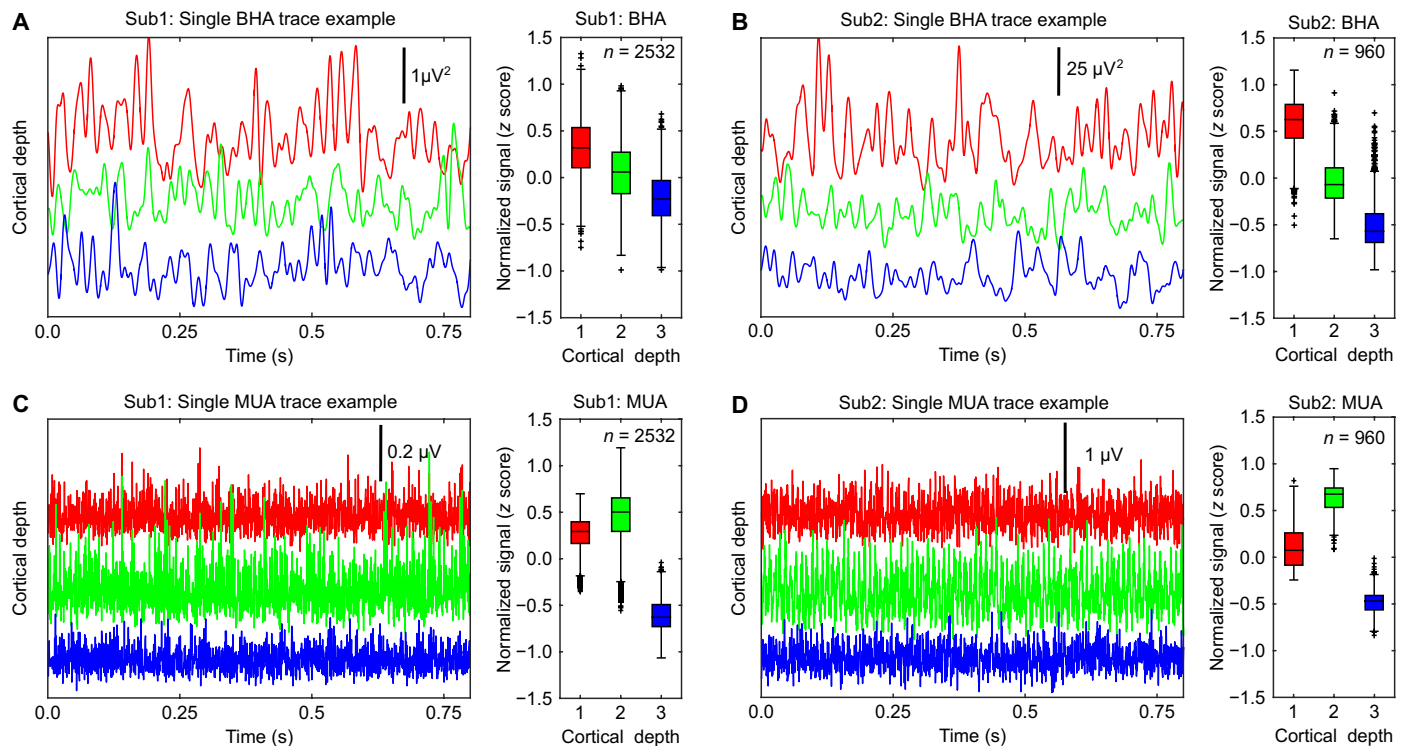 A
Sub1: Single BHA trace example
1μV²
Cortical depth
0.0 0.25 0.5 0.75
Time (s)
Sub1: BHA
n = 2532
Normalized signal (z score)
1.5
1.0
0.5
0.0
−0.5
−1.0
−1.5
1 2 3
Cortical depth
B
Sub2: Single BHA trace example
25 μV²
Cortical depth
0.0 0.25 0.5 0.75
Time (s)
Sub2: BHA
n = 960
Normalized signal (z score)
1.5
1.0
0.5
0.0
−0.5
−1.0
−1.5
1 2 3
Cortical depth
C
Sub1: Single MUA trace example
0.2 μV
Cortical depth
0.0 0.25 0.5 0.75
Time (s)
Sub1: MUA
n = 2532
Normalized signal (z score)
1.5
1.0
0.5
0.0
−0.5
−1.0
−1.5
1 2 3
Cortical depth
D
Sub2: Single MUA trace example
1 μV
Cortical depth
0.0 0.25 0.5 0.75
Time (s)
Sub2: MUA
n = 960
Normalized signal (z score)
1.5
1.0
0.5
0.0
−0.5
−1.0
−1.5
1 2 3
Cortical depth